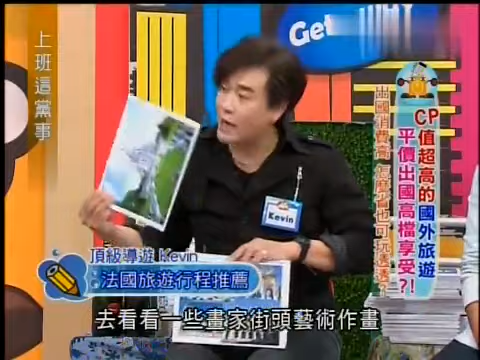 上班這黨事
Get
CP值超高的國外旅遊
平價出國高檔享受?!
出國消費高 怎麼省也可玩透透?
Kevin
頂級導遊 Kevin
法國旅遊行程推薦
去看看一些畫家街頭藝術作畫